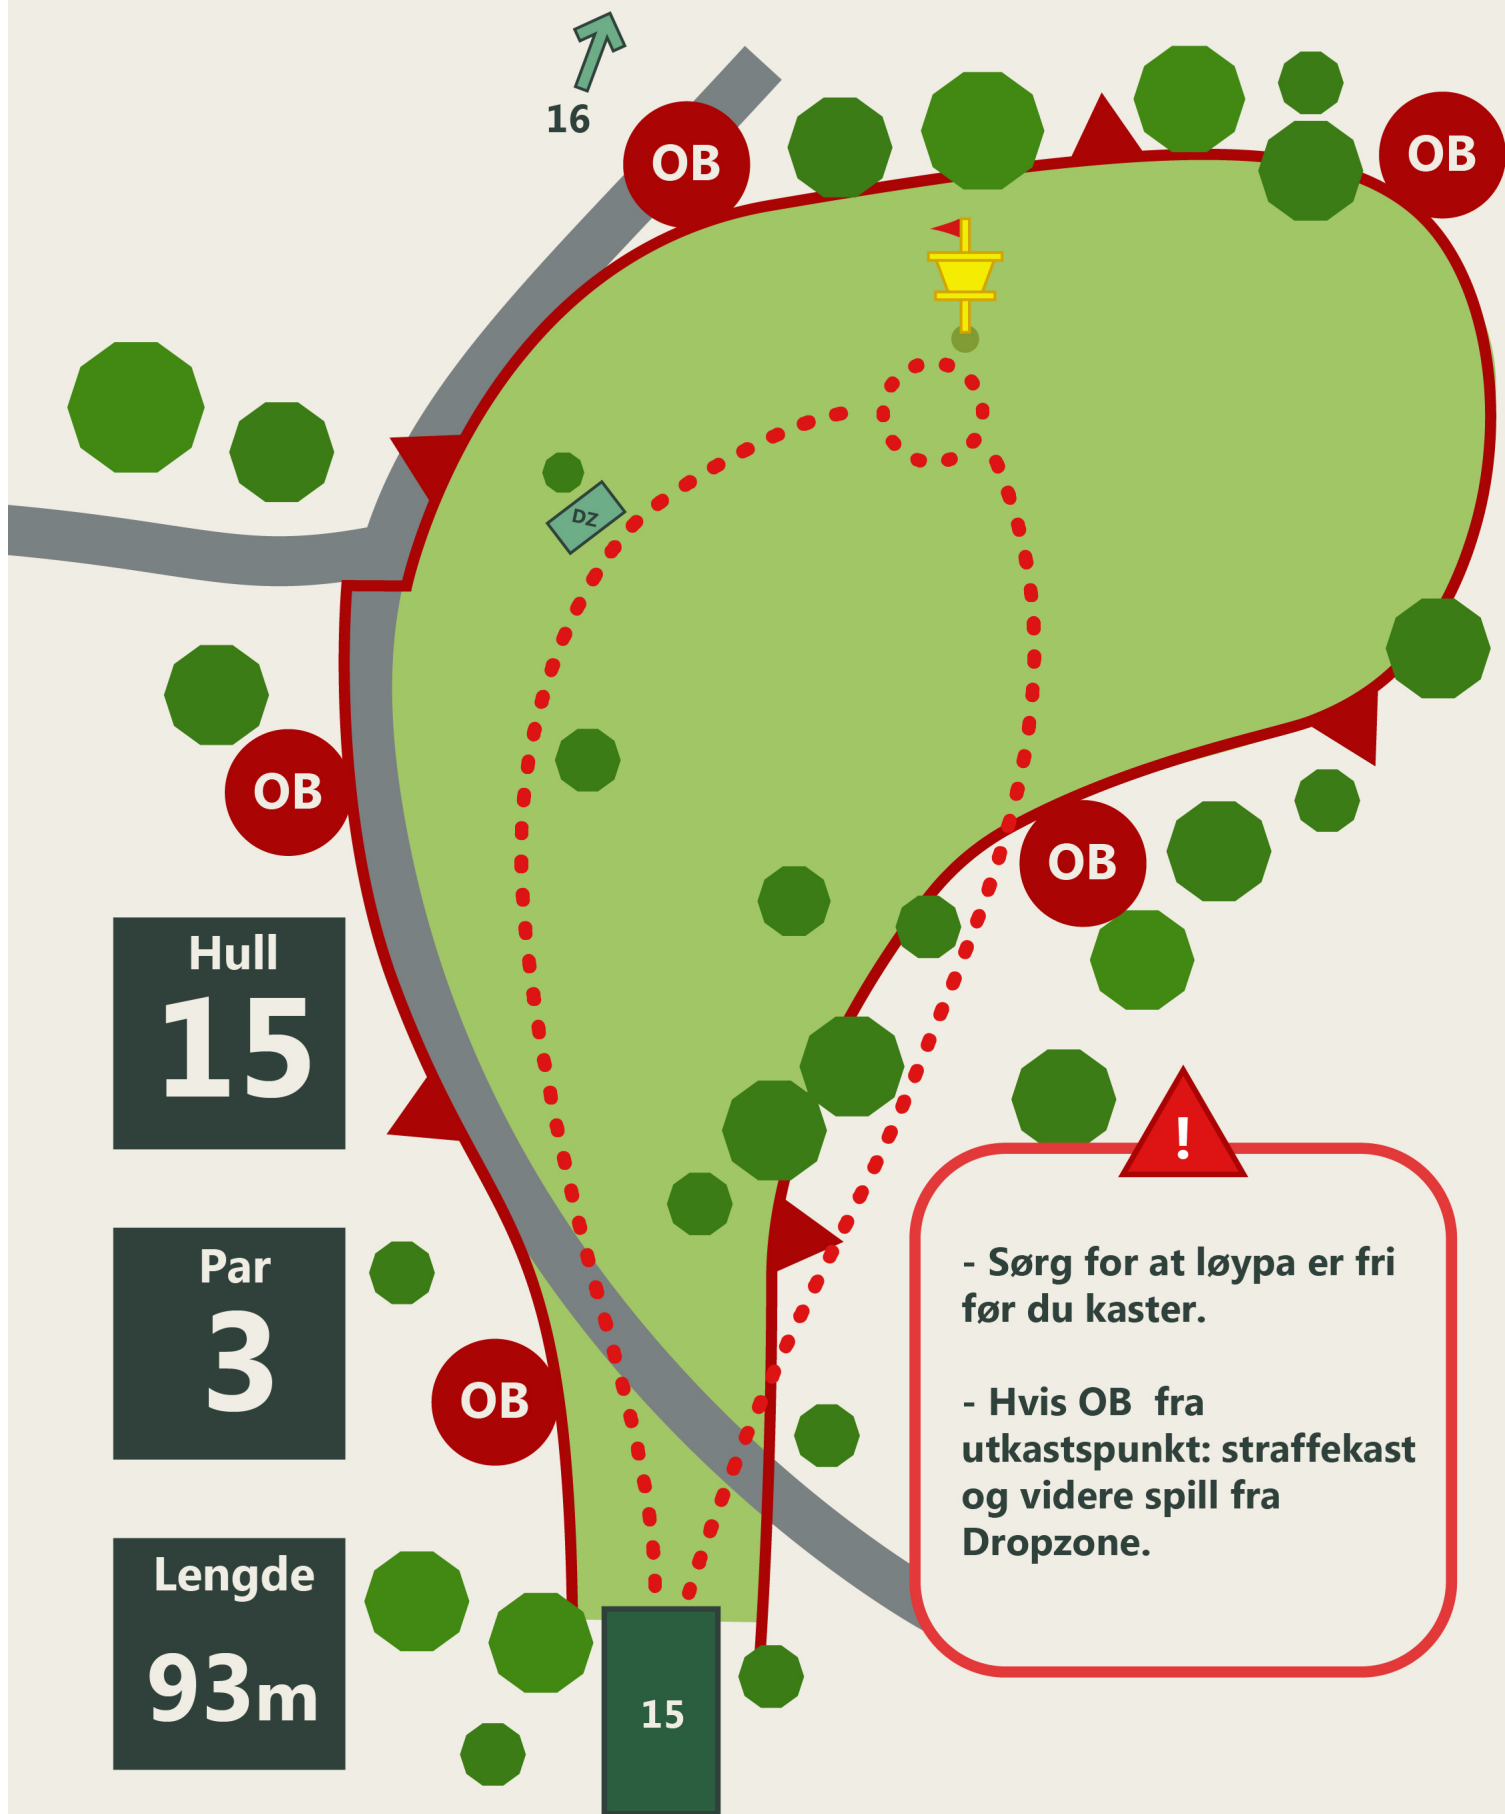 16
OB
OB
DZ
OB
OB
Hull
15
Par
3
OB
Lengde
93m
15
!
- Sørg for at løypa er fri
før du kaster.
- Hvis OB  fra
utkastspunkt: straffekast
og videre spill fra
Dropzone.